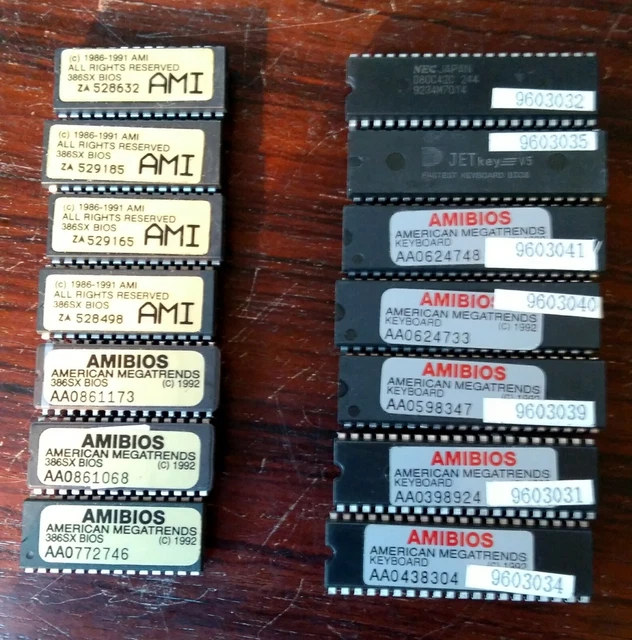 (c) 1986-1991 AMI
ALL RIGHTS RESERVED
386SX BIOS
ZA 528632 AMI
(c) 1986-1991 AMI
ALL RIGHTS RESERVED
386SX BIOS
ZA 529185 AMI
(c) 1986-1991 AMI
ALL RIGHTS RESERVED
386SX BIOS
ZA 529165 AMI
(c) 1986-1991 AMI
ALL RIGHTS RESERVED
386SX BIOS
ZA 528498 AMI
AMIBIOS
AMERICAN MEGATRENDS
386SX BIOS (C) 1992
AA0861173
AMIBIOS
AMERICAN MEGATRENDS
386SX BIOS (C) 1992
AA0861068
AMIBIOS
AMERICAN MEGATRENDS
386SX BIOS (C) 1992
AA0772746
NEC JAPAN
D80C42C 244
9234M7014
9603032
9603035
JETkey V5
FASTEST KEYBOARD
AMIBIOS
AMERICAN MEGATRENDS
KEYBOARD
AA0624748 9603041
AMIBIOS 9603040
AMERICAN MEGATRENDS
KEYBOARD (C) 1992
AA0624733
AMIBIOS
AMERICAN MEGATRENDS
KEYBOARD
AA0598347 9603039
AMIBIOS
AMERICAN MEGATRENDS
KEYBOARD
AA0398924 9603031
AMIBIOS
AMERICAN MEGATRENDS
KEYBOARD (C) 1992
AA0438304 9603034